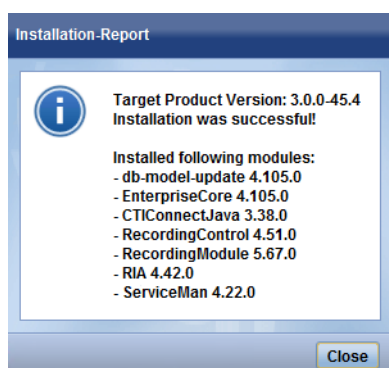 Installation-Report
Target Product Version: 3.0.0-45.4
Installation was successful!
Installed following modules:
- db-model-update 4.105.0
- EnterpriseCore 4.105.0
- CTIConnectJava 3.38.0
- RecordingControl 4.51.0
- RecordingModule 5.67.0
- RIA 4.42.0
- ServiceMan 4.22.0
Close